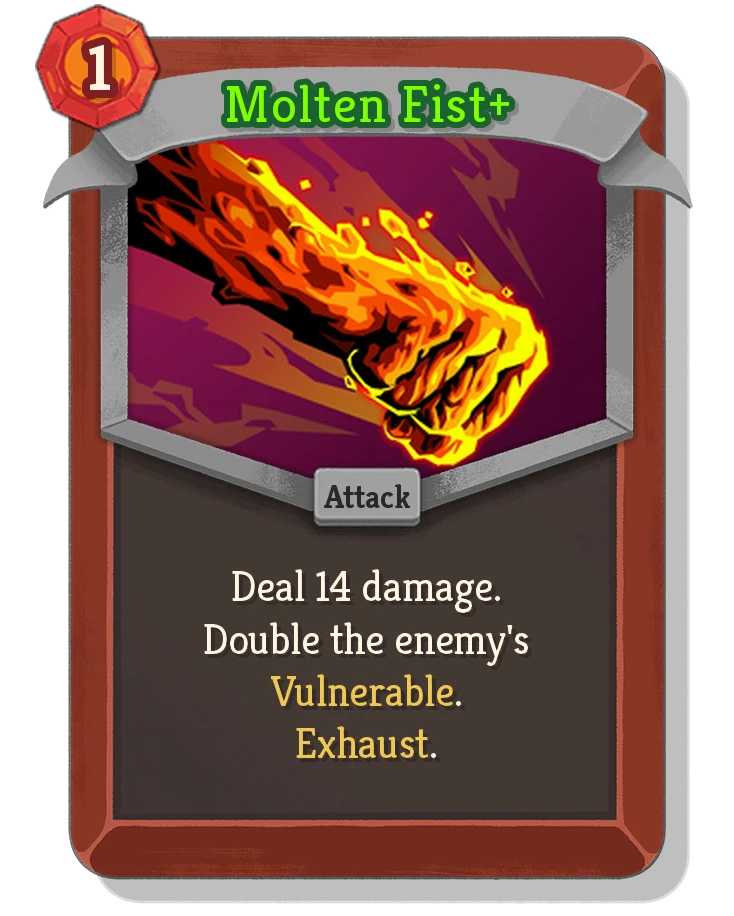 1
Molten Fist+
Attack
Deal 14 damage.
Double the enemy's
Vulnerable.
Exhaust.